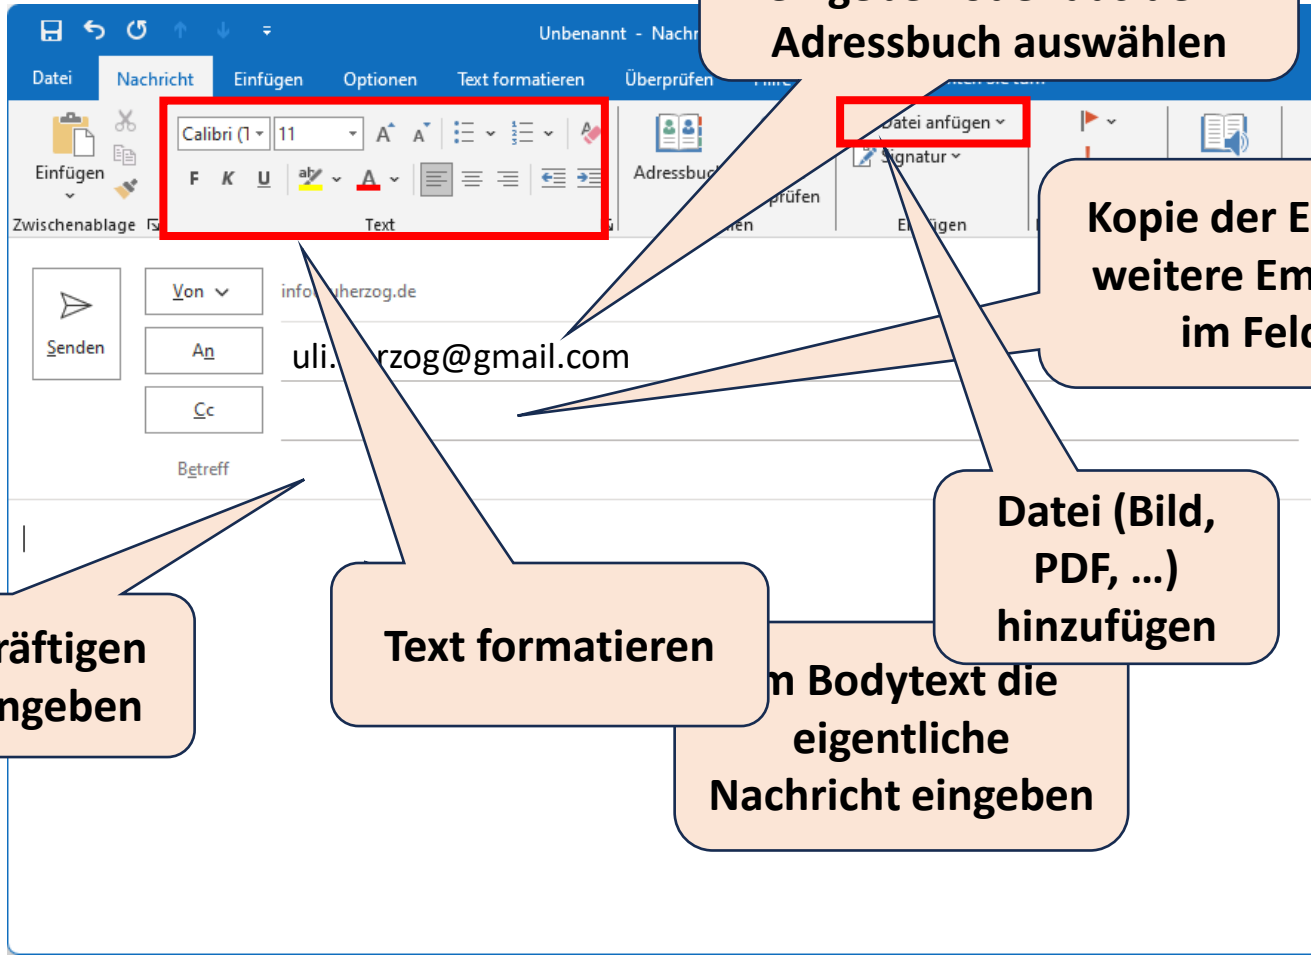 Adressbuch auswählen
Unbenannt - Nachr
Datei Nachricht Einfügen Optionen Text formatieren Überprüfen
Calibri (T 11
Datei anfügen
Einfügen
F K U
Adressbuch
Signatur
prüfen
Zwischenablage Text
Kopie der E
weitere Em
im Feld
Von
uherzog.de
Senden
An
uli. rzog@gmail.com
Cc
Betreff
Datei (Bild,
PDF, ...)
hinzufügen
räftigen
ngeben
Text formatieren
m Bodytext die
eigentliche
Nachricht eingeben